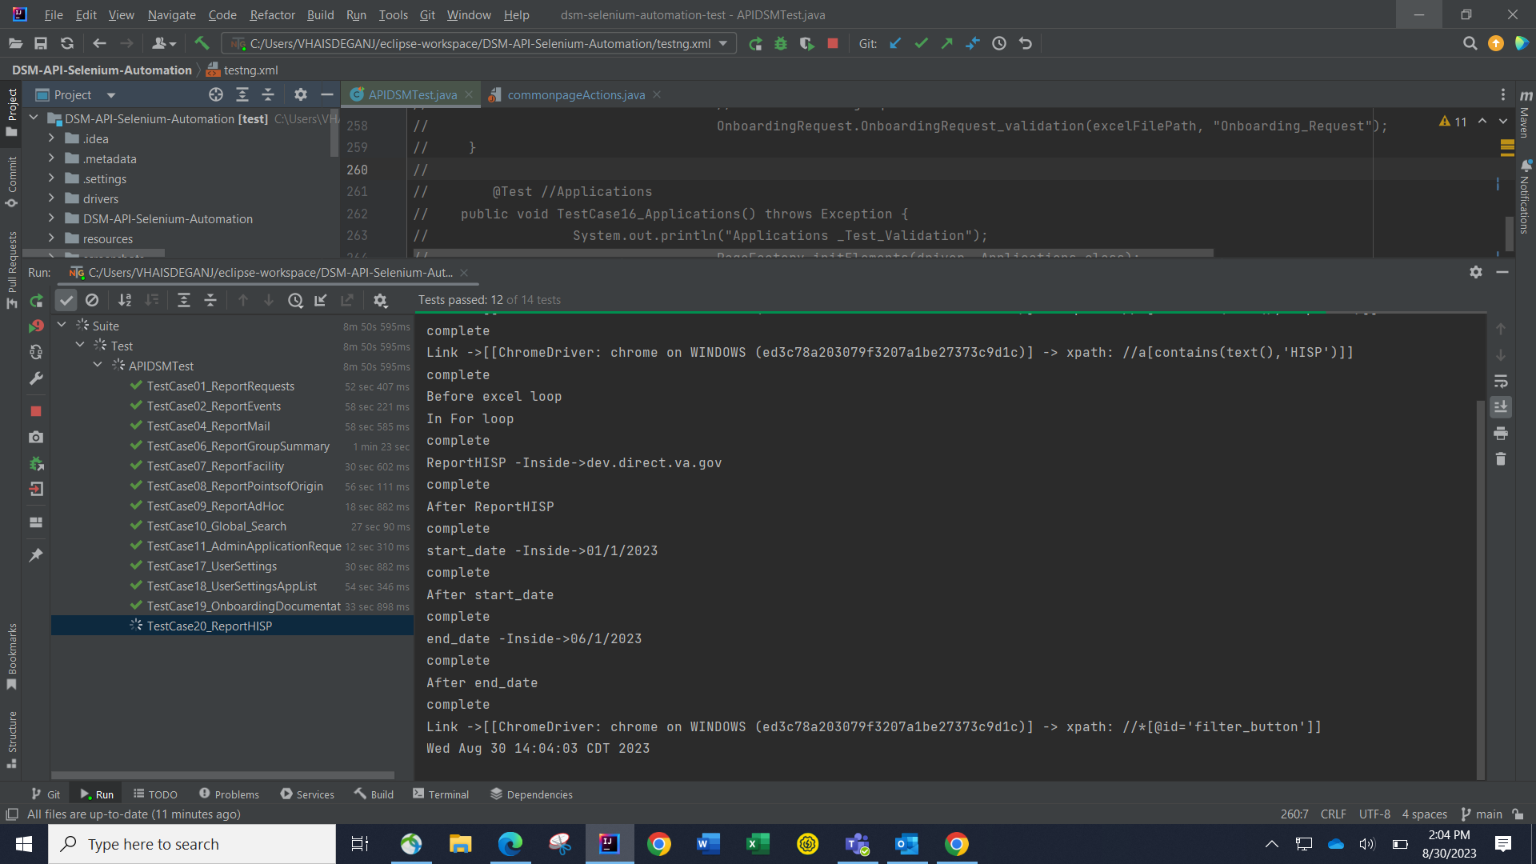 File Edit View Navigate Code Refactor Build Run Tools Git Window Help dsm-selenium-automation-test - APIDSMTest.java
C:/Users/VHAISDEGANJ/eclipse-workspace/DSM-API-Selenium-Automation/testng.xml Git:
DSM-API-Selenium-Automation testng.xml
Project APIDSMTest.java commonpageActions.java
DSM-API-Selenium-Automation [test] C:\Users\VHA
.idea
.metadata
.settings
drivers
DSM-API-Selenium-Automation
resources
258 // OnboardingRequest.OnboardingRequest_validation(excelFilePath, "Onboarding_Request");
259 // }
260 //
261 // @Test //Applications
262 // public void TestCase16_Applications() throws Exception {
263 // System.out.println("Applications _Test_Validation");
11
Project
Commit
Pull Requests
Bookmarks
Structure
Maven
Notifications
Run: C:/Users/VHAISDEGANJ/eclipse-workspace/DSM-API-Selenium-Aut...
Tests passed: 12 of 14 tests
Suite 8m 50s 595ms
Test 8m 50s 595ms
APIDSMTest 8m 50s 595ms
TestCase01_ReportRequests 52 sec 407 ms
TestCase02_ReportEvents 58 sec 221 ms
TestCase04_ReportMail 58 sec 585 ms
TestCase06_ReportGroupSummary 1 min 23 sec
TestCase07_ReportFacility 30 sec 602 ms
TestCase08_ReportPointsofOrigin 56 sec 111 ms
TestCase09_ReportAdHoc 18 sec 882 ms
TestCase10_Global_Search 27 sec 90 ms
TestCase11_AdminApplicationReque 12 sec 310 ms
TestCase17_UserSettings 30 sec 882 ms
TestCase18_UserSettingsAppList 54 sec 346 ms
TestCase19_OnboardingDocumentat 33 sec 898 ms
TestCase20_ReportHISP
complete
Link ->[[ChromeDriver: chrome on WINDOWS (ed3c78a203079f3207a1be27373c9d1c)] -> xpath: //a[contains(text(),'HISP')]]
complete
Before excel loop
In For loop
complete
ReportHISP -Inside->dev.direct.va.gov
complete
After ReportHISP
complete
start_date -Inside->01/1/2023
complete
After start_date
complete
end_date -Inside->06/1/2023
complete
After end_date
complete
Link ->[[ChromeDriver: chrome on WINDOWS (ed3c78a203079f3207a1be27373c9d1c)] -> xpath: //*[@id='filter_button']]
Wed Aug 30 14:04:03 CDT 2023
Git Run TODO Problems Services Build Terminal Dependencies
All files are up-to-date (11 minutes ago) 260:7 CRLF UTF-8 4 spaces main
Type here to search
2:04 PM
8/30/2023